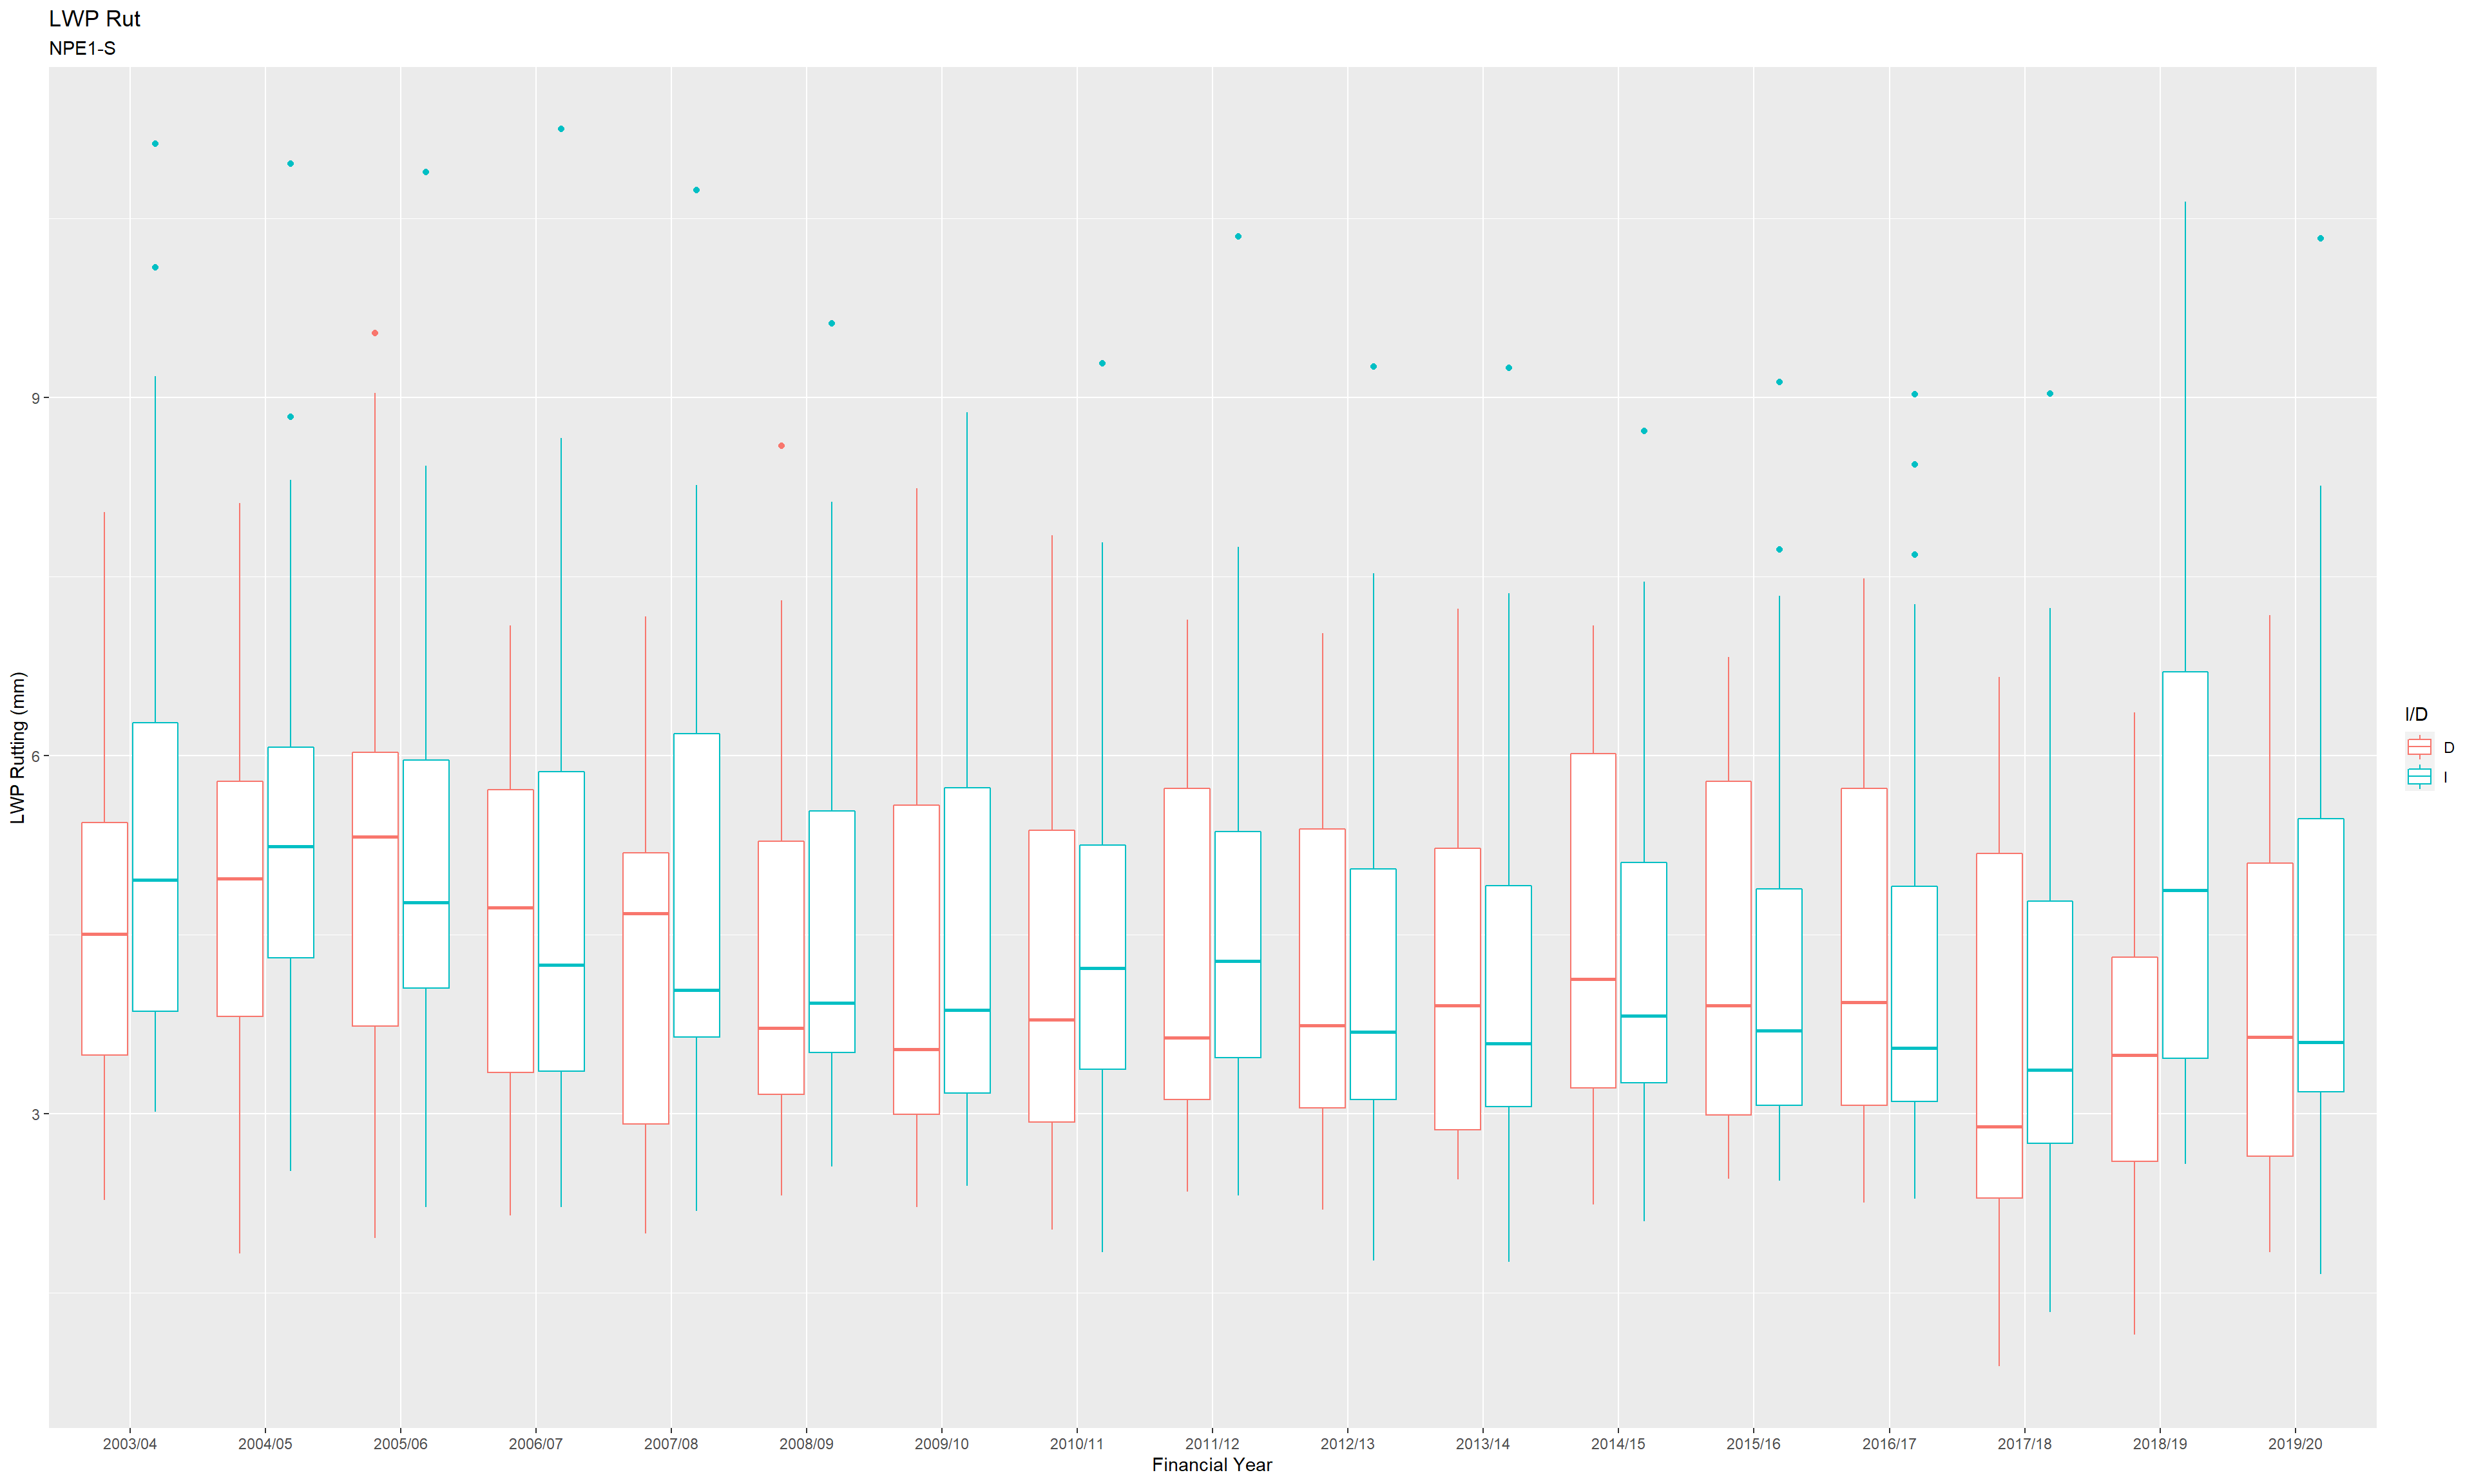 LWP Rut
NPE1-S
LWP Rutting (mm)
9
6
3
2003/04 2004/05 2005/06 2006/07 2007/08 2008/09 2009/10 2010/11 2011/12 2012/13 2013/14 2014/15 2015/16 2016/17 2017/18 2018/19 2019/20
Financial Year
I/D
D
I